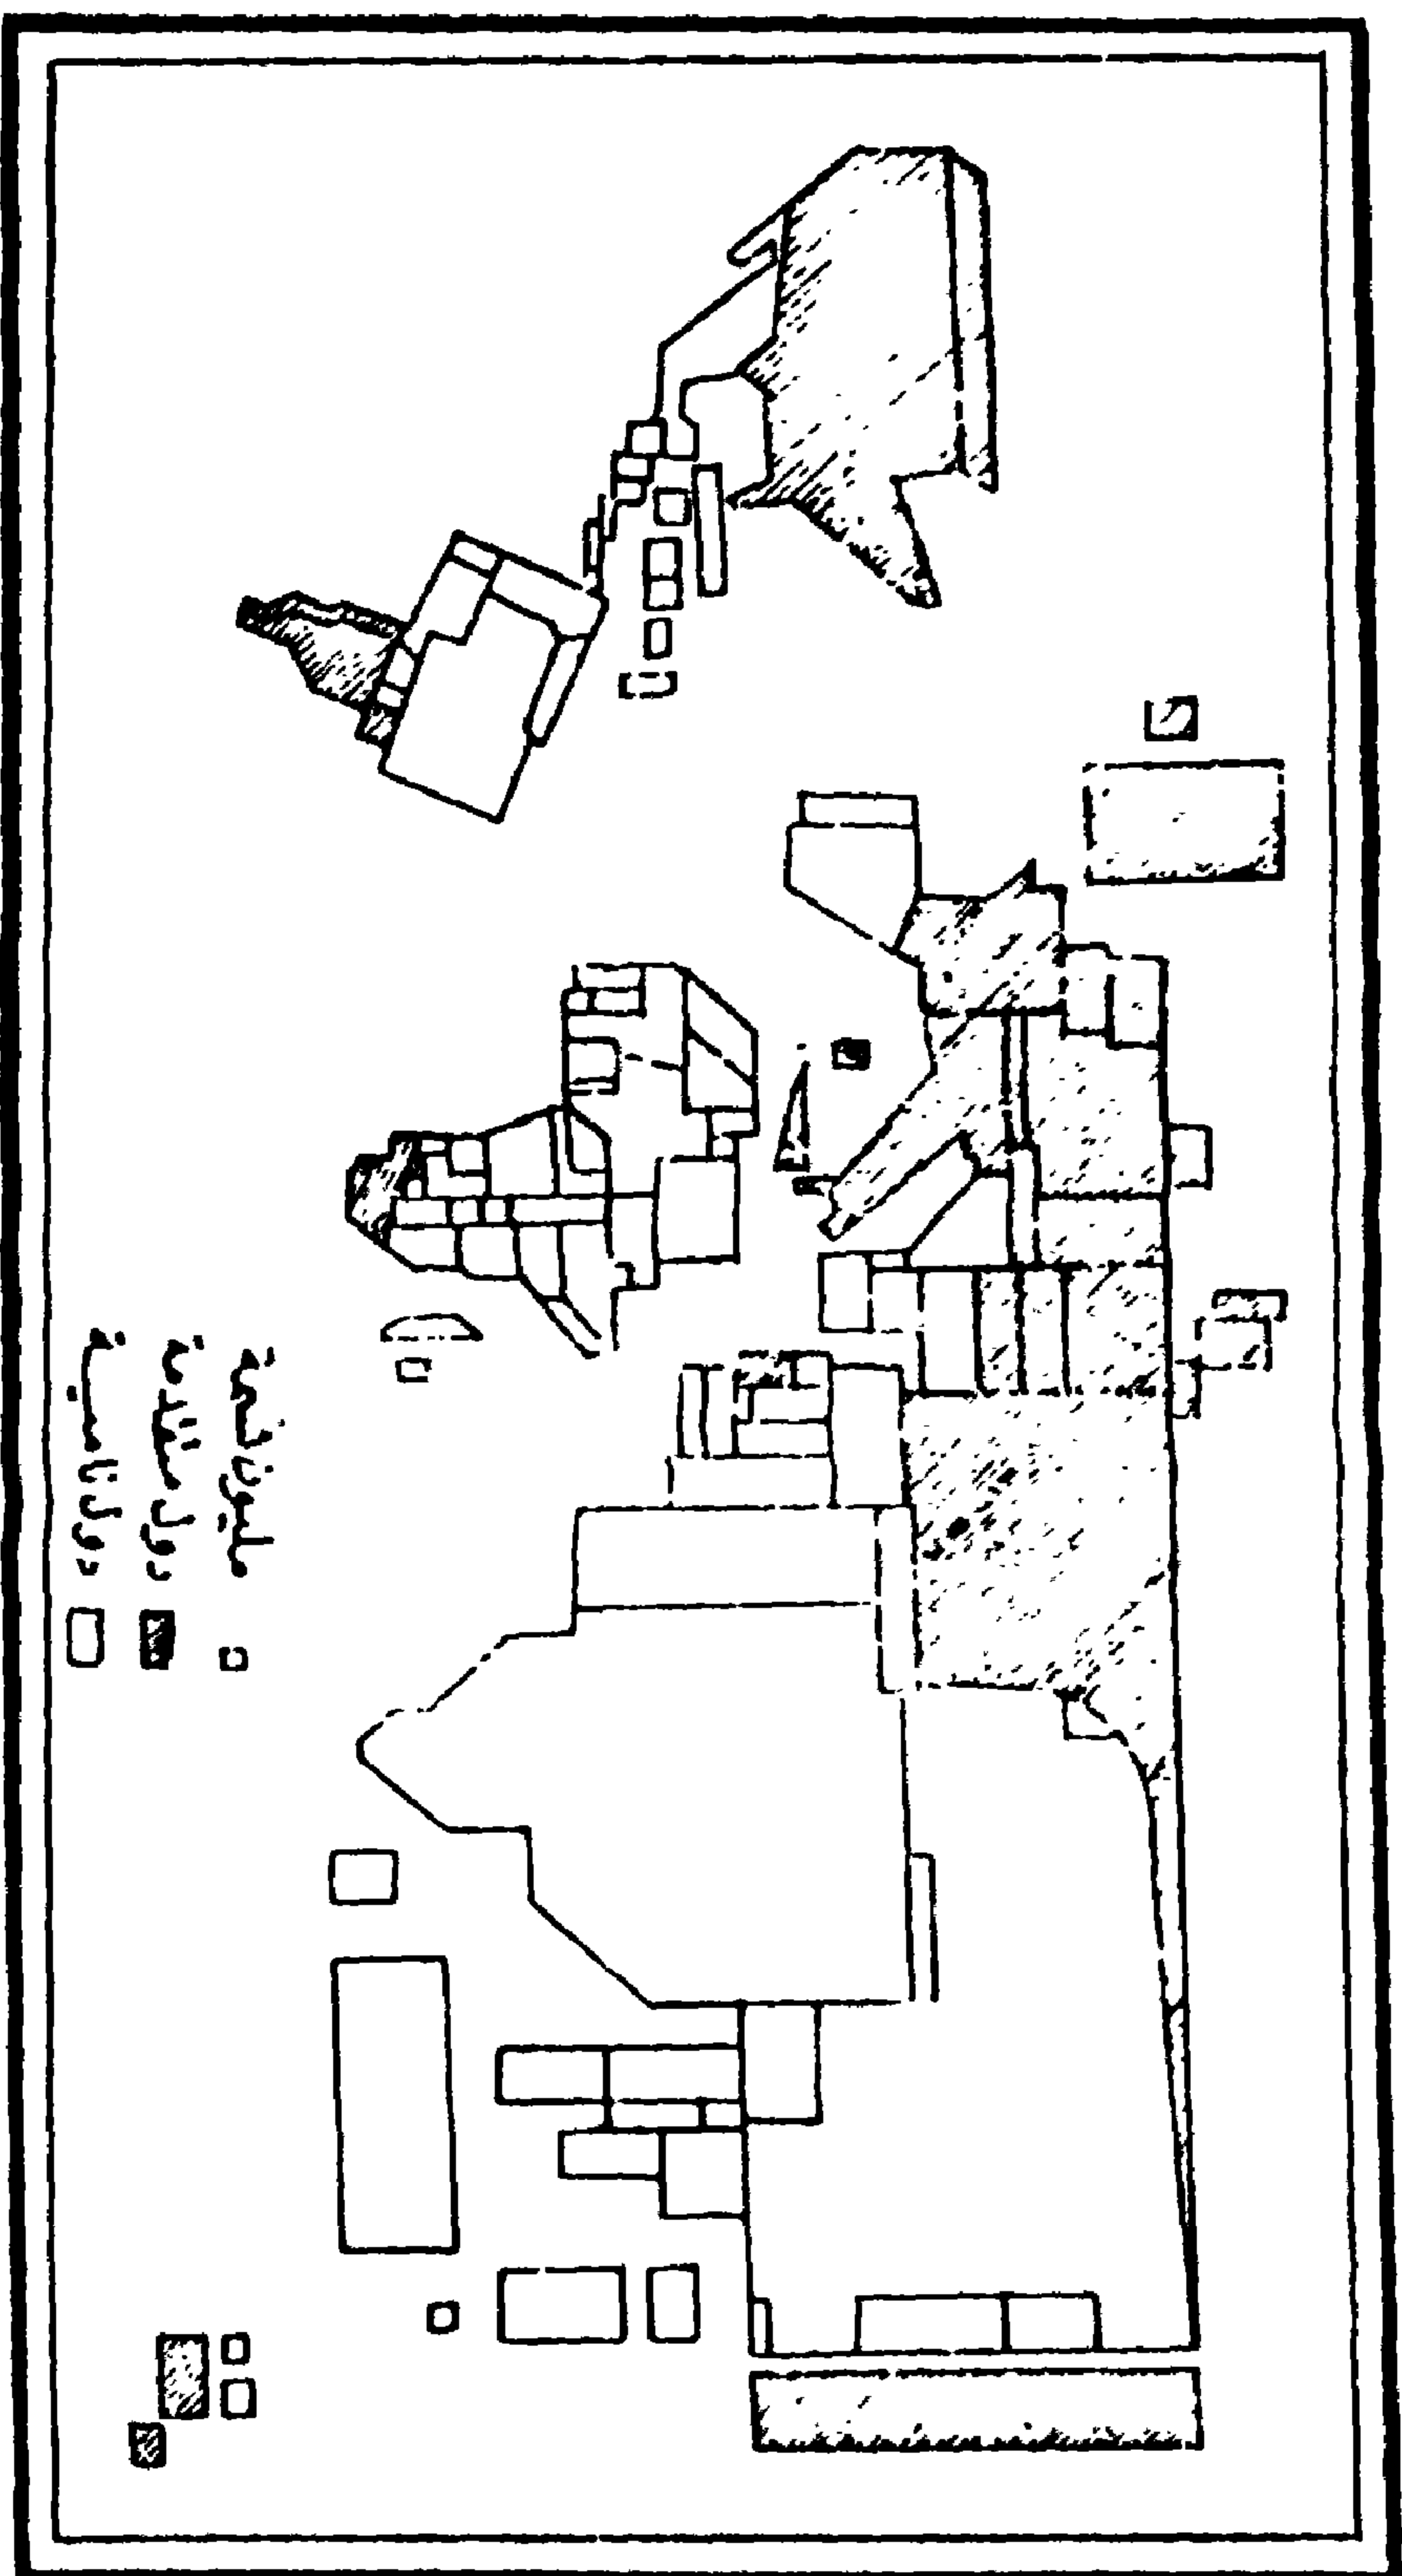 مليون نسمة
دول متقدمة
دول نامية